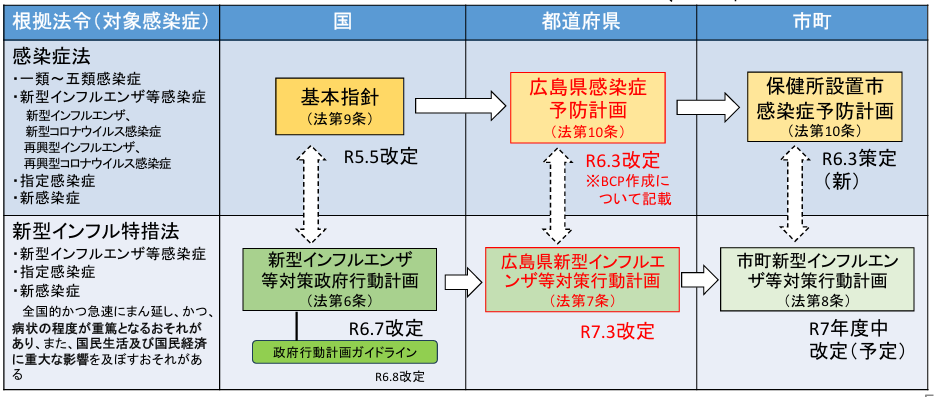 根拠法令（対象感染症）
国
都道府県
市町
感染症法
・一類～五類感染症
・新型インフルエンザ等感染症
新型インフルエンザ、
新型コロナウイルス感染症
再興型インフルエンザ、
再興型コロナウイルス感染症
・指定感染症
・新感染症
基本指針
（法第9条）
R5.5改定
広島県感染症
予防計画
（法第10条）
R6.3改定
※BCP作成に
ついて記載
保健所設置市
感染症予防計画
（法第10条）
R6.3策定
（新）
新型インフル特措法
・新型インフルエンザ等感染症
・指定感染症
・新感染症
全国的かつ急速にまん延し、かつ、
病状の程度が重篤となるおそれが
あり、また、国民生活及び国民経済
に重大な影響を及ぼすおそれがあ
る
新型インフルエンザ
等対策政府行動計画
（法第6条）
R6.7改定
政府行動計画ガイドライン
R6.8改定
広島県新型インフルエ
ンザ等対策行動計画
（法第7条）
R7.3改定
市町新型インフルエン
ザ等対策行動計画
（法第8条）
R7年度中
改定（予定）